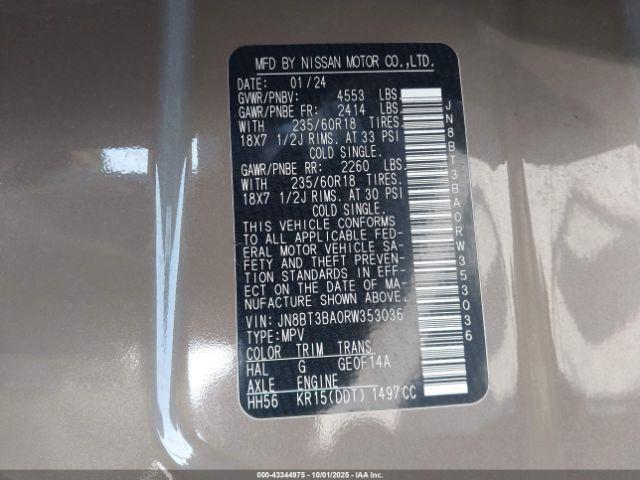 MFD BY NISSAN MOTOR CO.,LTD.
DATE: 01/24
GVWR/PNBV: 4553 LBS.
GAWR/PNBE FR: 2414 LBS.
WITH 235/60R18 TIRES.
18X7 1/2J RIMS. AT 33 PSI
COLD SINGLE.
GAWR/PNBE RR: 2260 LBS.
WITH 235/60R18 TIRES.
18X7 1/2J RIMS. AT 30 PSI
COLD SINGLE.
THIS VEHICLE CONFORMS
TO ALL APPLICABLE FED-
ERAL MOTOR VEHICLE SA-
FETY AND THEFT PREVEN-
TION STANDARDS IN EFF-
ECT ON THE DATE OF MAN-
UFACTURE SHOWN ABOVE.
VIN: JN8BT3BA0RW353036
TYPE:MPV
COLOR TRIM TRANS
HAL G GE0F14A
AXLE ENGINE
HH56 KR15(DDT) 1497CC
JN8BT3BA0RW353036
000-43344975 - 10/01/2025 - Copyright IAA, Inc.